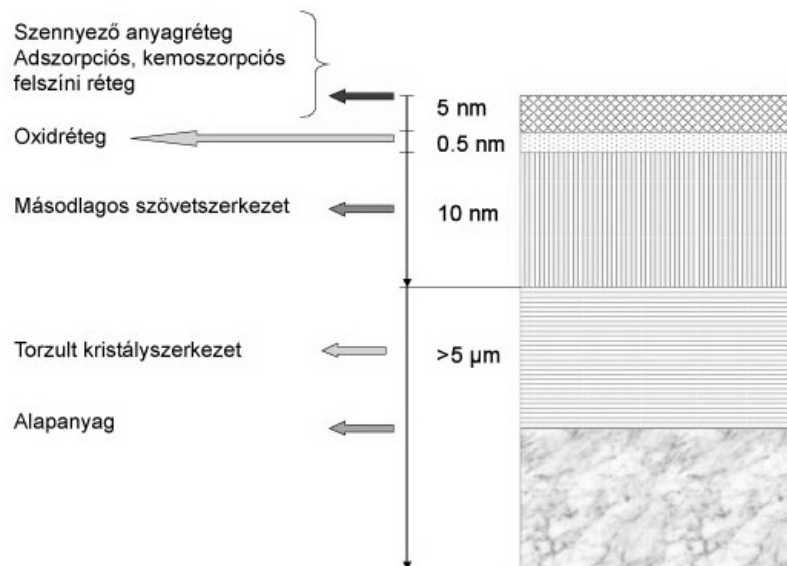 Szennyező anyagréteg
Adszorpciós, kemoszorpciós
felszíni réteg
5 nm
Oxidréteg
0.5 nm
Másodlagos szövetszerkezet
10 nm
Torzult kristályszerkezet
>5 µm
Alapanyag